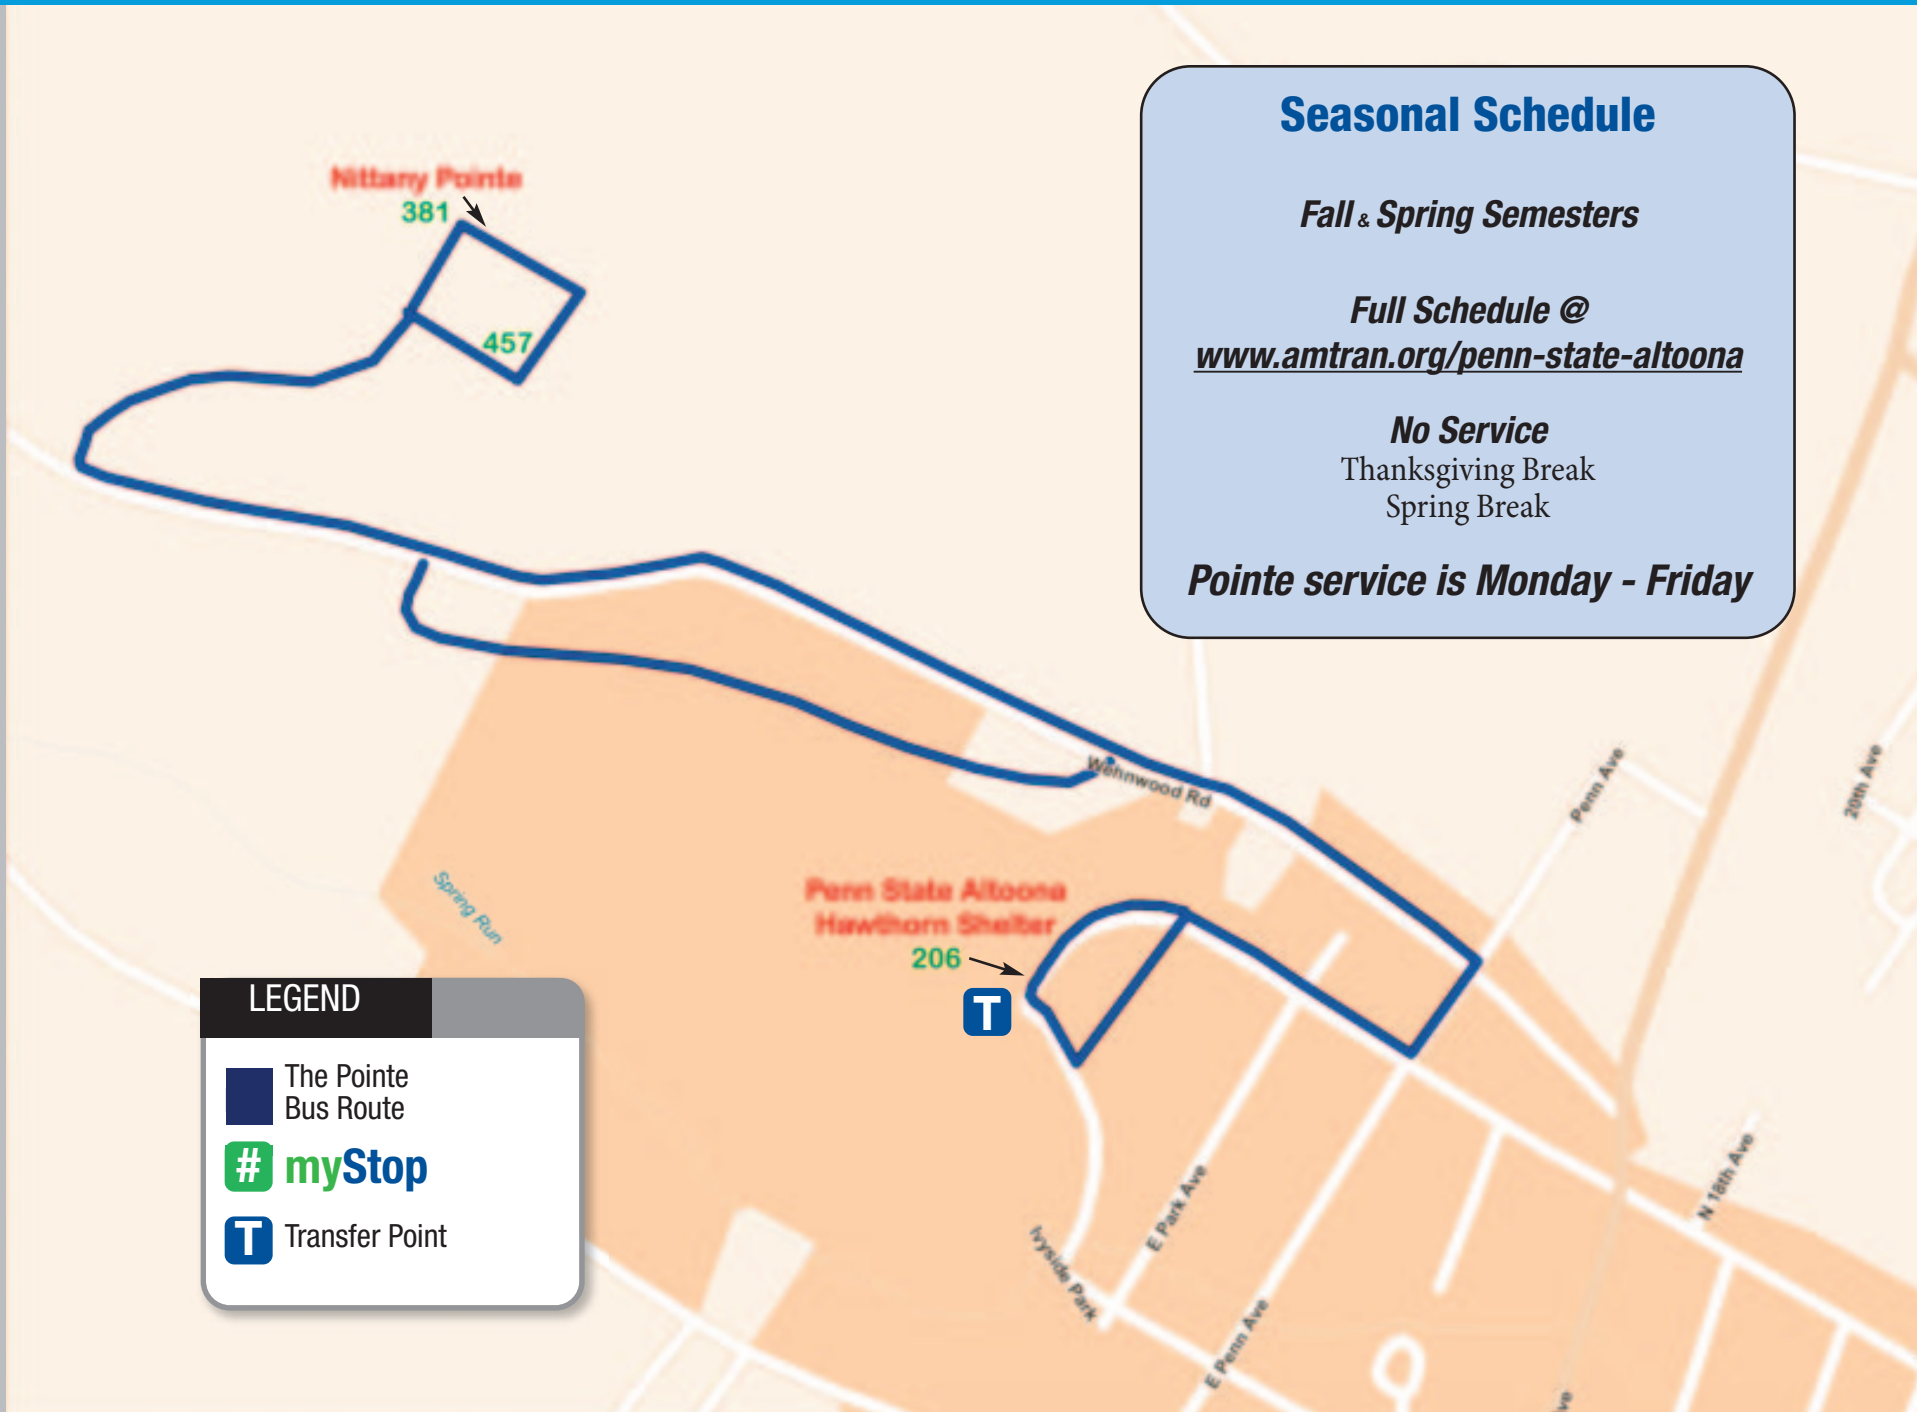 Seasonal Schedule
Fall & Spring Semesters
Full Schedule @
www.amtran.org/penn-state-altoona
No Service
Thanksgiving Break
Spring Break
Pointe service is Monday - Friday
Nittany Pointe
381
457
Wehnwood Rd
Penn Ave
20th Ave
Penn State Altoona
Hawthorn Shelter
206
T
Spring Run
N 18th Ave
E Park Ave
Ivyside Park
E Penn Ave
LEGEND
The Pointe
Bus Route
# myStop
T Transfer Point